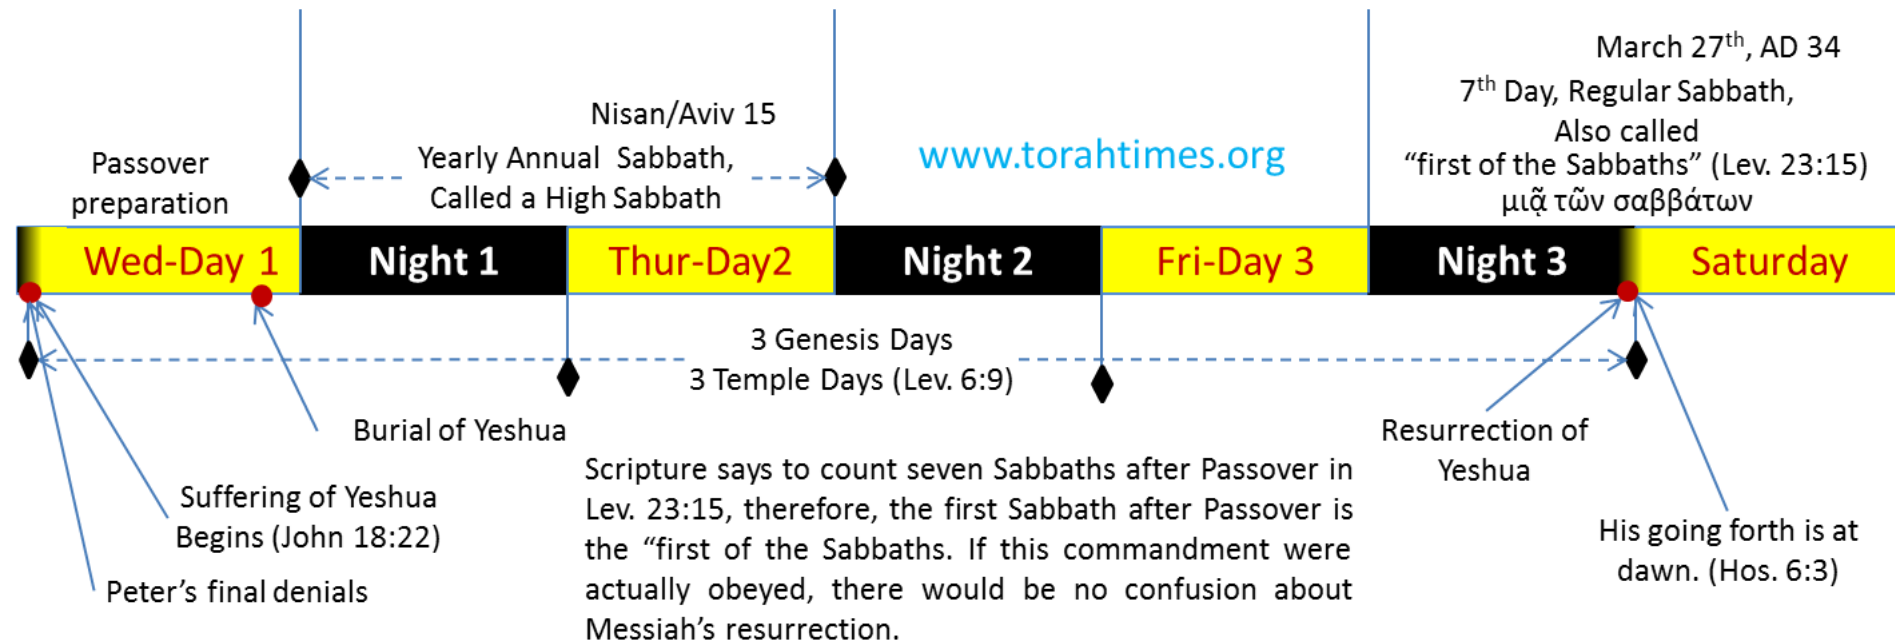 March 27th, AD 34
7th Day, Regular Sabbath,
Also called
“first of the Sabbaths” (Lev. 23:15)
μιᾷ τῶν σαββάτων
Nisan/Aviv 15
Yearly Annual Sabbath,
Called a High Sabbath
www.torahtimes.org
Passover
preparation
Wed-Day 1
Night 1
Thur-Day2
Night 2
Fri-Day 3
Night 3
Saturday
3 Genesis Days
3 Temple Days (Lev. 6:9)
Burial of Yeshua
Suffering of Yeshua
Begins (John 18:22)
Peter’s final denials
Scripture says to count seven Sabbaths after Passover in
Lev. 23:15, therefore, the first Sabbath after Passover is
the “first of the Sabbaths. If this commandment were
actually obeyed, there would be no confusion about
Messiah’s resurrection.
Resurrection of
Yeshua
His going forth is at
dawn. (Hos. 6:3)